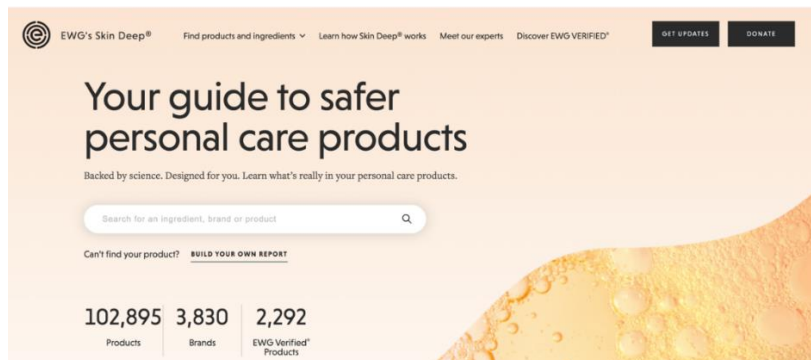 EWG's Skin Deep®
Find products and ingredients
Learn how Skin Deep® works
Meet our experts
Discover EWG VERIFIED®
GET UPDATES
DONATE
Your guide to safer
personal care products
Backed by science. Designed for you. Learn what's really in your personal care products.
Search for an ingredient, brand or product
Can't find your product? BUILD YOUR OWN REPORT
102,895 3,830 2,292
Products Brands EWG Verified®
Products